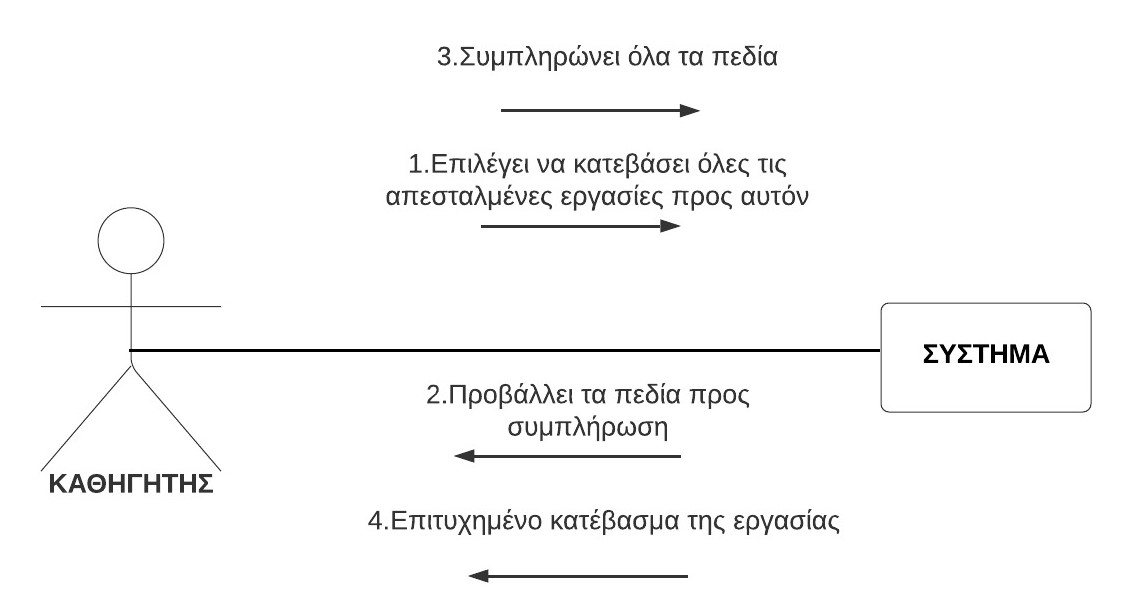 3.Συμπληρώνει όλα τα πεδία
1.Επιλέγει να κατεβάσει όλες τις
απεσταλμένες εργασίες προς αυτόν
ΣΥΣΤΗΜΑ
2.Προβάλλει τα πεδία προς
συμπλήρωση
ΚΑΘΗΓΗΤΗΣ
4.Επιτυχημένο κατέβασμα της εργασίας